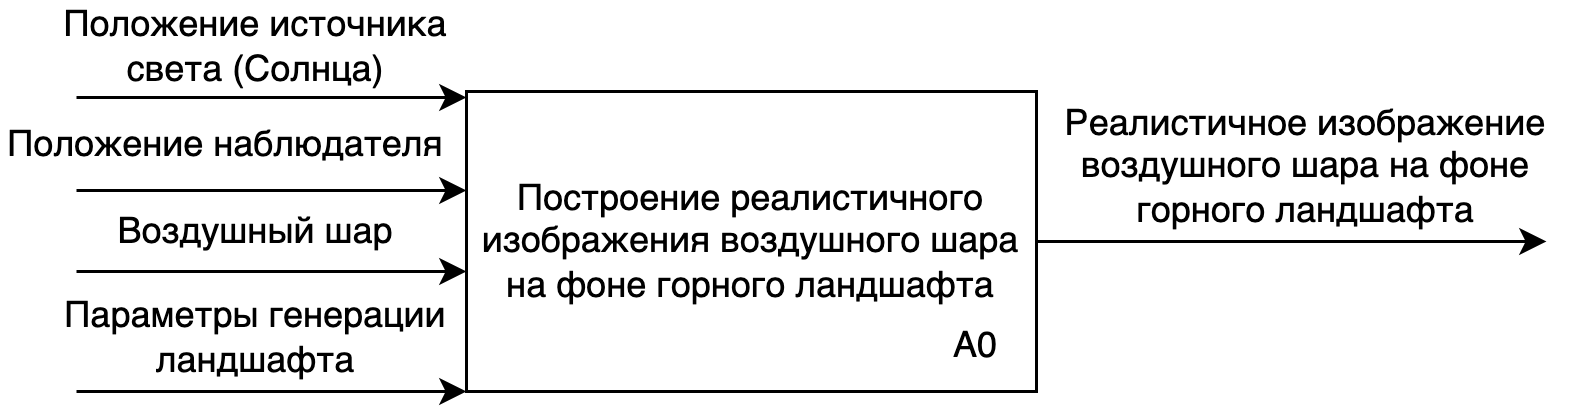 Положение источника
света (Солнца)
Положение наблюдателя
Воздушный шар
Параметры генерации
ландшафта
Построение реалистичного
изображения воздушного шара
на фоне горного ландшафта
А0
Реалистичное изображение
воздушного шара на фоне
горного ландшафта